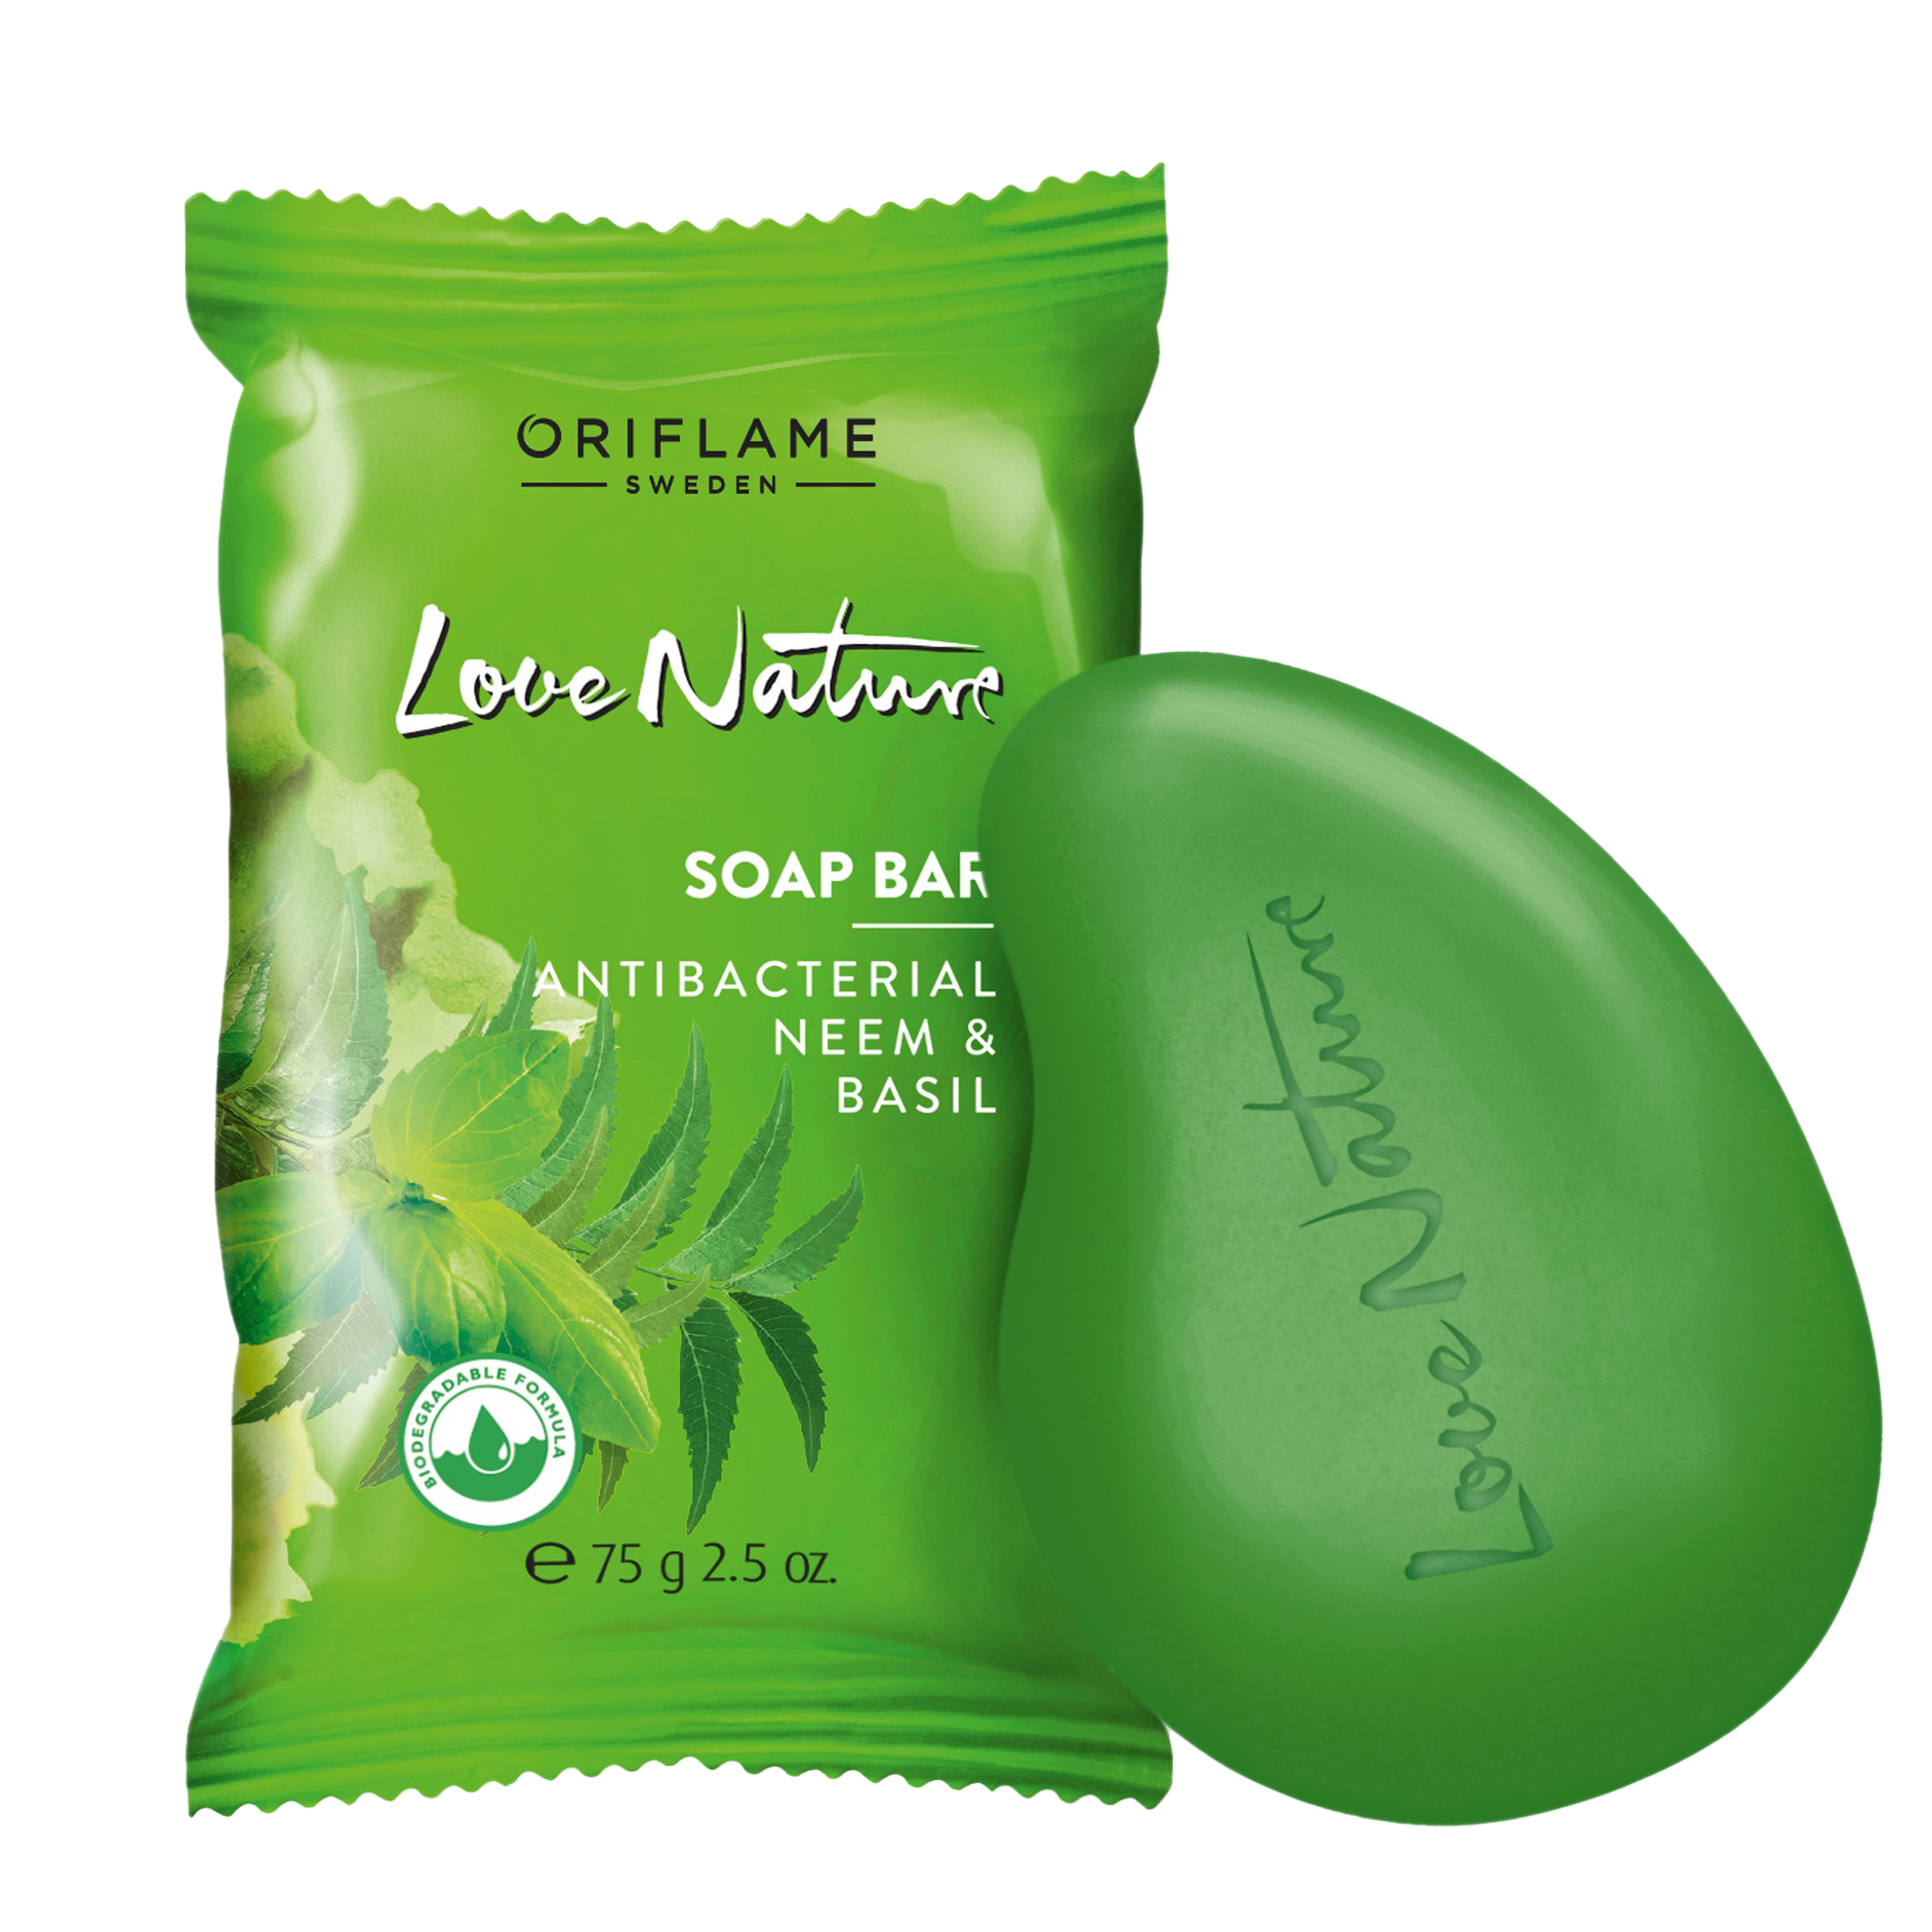 ORIFLAME
SWEDEN
Love Nature
SOAP BAR
ANTIBACTERIAL
NEEM &
BASIL
BIODEGRADABLE FORMULA
℮ 75 g 2.5 oz.
Love Nature